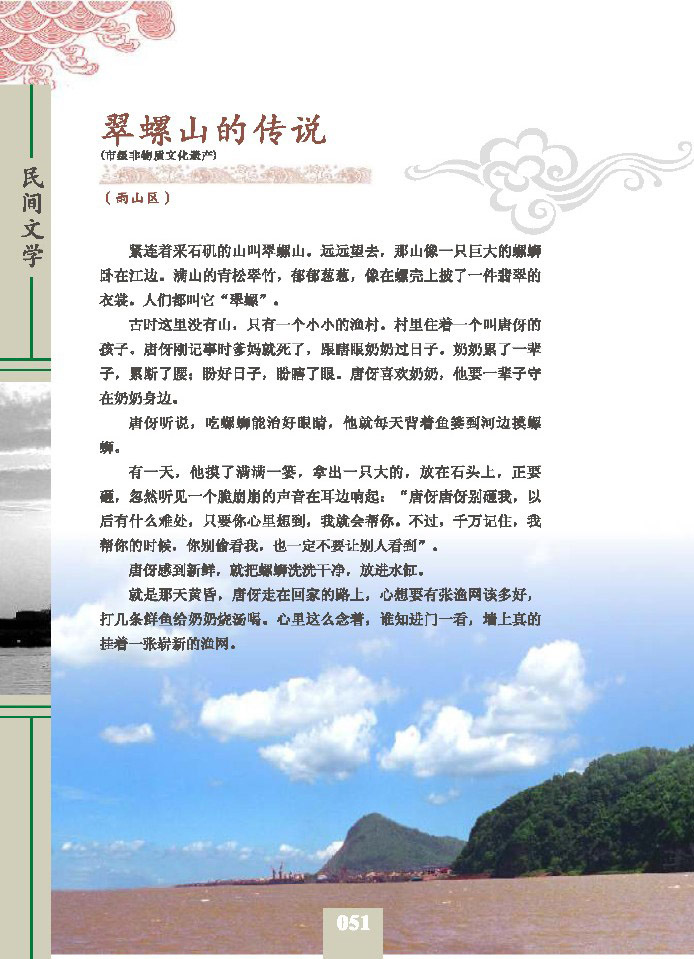 翠螺山的传说
(市级非物质文化遗产)
（雨山区）
民间文学
紧连着采石矶的山叫翠螺山。远远望去，那山像一只巨大的螺蛳
卧在江边。满山的青松翠竹，郁郁葱葱，像在螺壳上披了一件翡翠的
衣裳。人们都叫它“翠螺”。
古时这里没有山，只有一个小小的渔村。村里住着一个叫唐伢的
孩子。唐伢刚记事时爹妈就死了，跟瞎眼奶奶过日子。奶奶累了一辈
子，累断了腰；盼好日子，盼瞎了眼。唐伢喜欢奶奶，他要一辈子守
在奶奶身边。
唐伢听说，吃螺蛳能治好眼睛，他就每天背着鱼篓到河边摸螺
蛳。
有一天，他摸了满满一篓，拿出一只大的，放在石头上，正要
砸，忽然听见一个脆崩崩的声音在耳边响起：“唐伢唐伢别砸我，以
后有什么难处，只要你心里想到，我就会帮你。不过，千万记住，我
帮你的时候，你别偷看我，也一定不要让别人看到”。
唐伢感到新鲜，就把螺蛳洗洗干净，放进水缸。
就是那天黄昏，唐伢走在回家的路上，心想要有张渔网该多好，
打几条鲜鱼给奶奶烧汤喝。心里这么念着，谁知进门一看，墙上真的
挂着一张崭新的渔网。
051